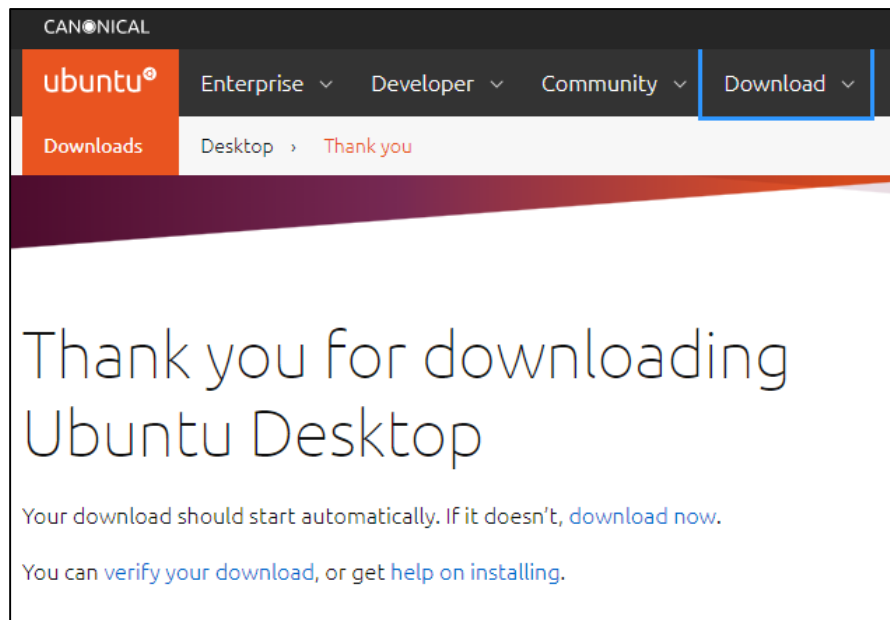 CANONICAL
ubuntu® Enterprise Developer Community Download
Downloads Desktop › Thank you
Thank you for downloading
Ubuntu Desktop
Your download should start automatically. If it doesn’t, download now.
You can verify your download, or get help on installing.